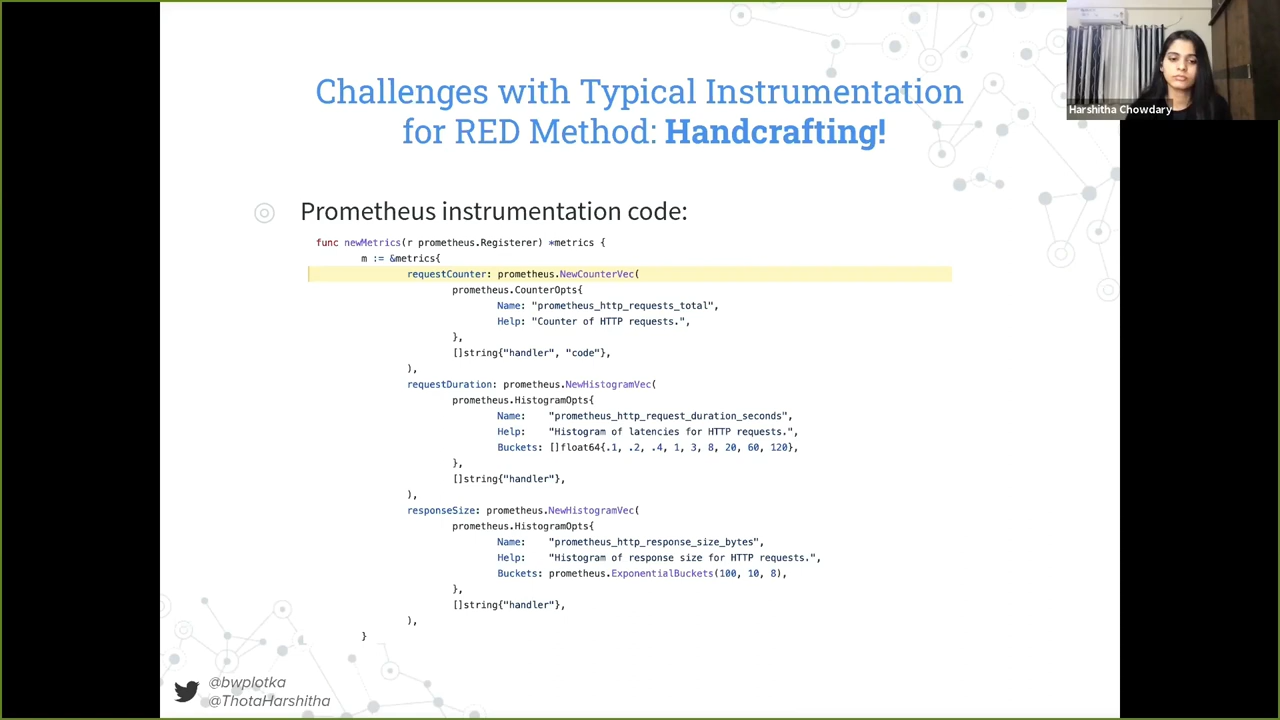 Challenges with Typical Instrumentation
for RED Method: Handcrafting!
Harshitha Chowdary
Prometheus instrumentation code:
func newMetrics(r prometheus.Registerer) *metrics {
m := &metrics{
requestCounter: prometheus.NewCounterVec(
prometheus.CounterOpts{
Name: "prometheus_http_requests_total",
Help: "Counter of HTTP requests.",
},
[]string{"handler", "code"},
),
requestDuration: prometheus.NewHistogramVec(
prometheus.HistogramOpts{
Name:    "prometheus_http_request_duration_seconds",
Help:    "Histogram of latencies for HTTP requests.",
Buckets: []float64{.1, .2, .4, 1, 3, 8, 20, 60, 120},
},
[]string{"handler"},
),
responseSize: prometheus.NewHistogramVec(
prometheus.HistogramOpts{
Name:    "prometheus_http_response_size_bytes",
Help:    "Histogram of response size for HTTP requests.",
Buckets: prometheus.ExponentialBuckets(100, 10, 8),
},
[]string{"handler"},
),
}
@bwplotka
@ThotaHarshitha